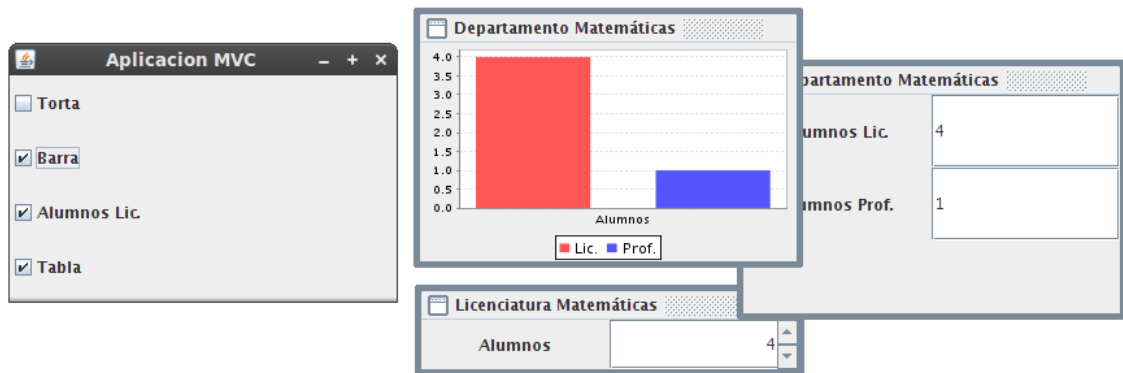 Aplicacion MVC
Torta
Barra
Alumnos Lic.
Tabla
Departamento Matemáticas
4.0
3.5
3.0
2.5
2.0
1.5
1.0
0.5
0.0
Alumnos
Lic. Prof.
Licenciatura Matemáticas
Alumnos 4
partamento Matemáticas
umnos Lic. 4
mnos Prof. 1